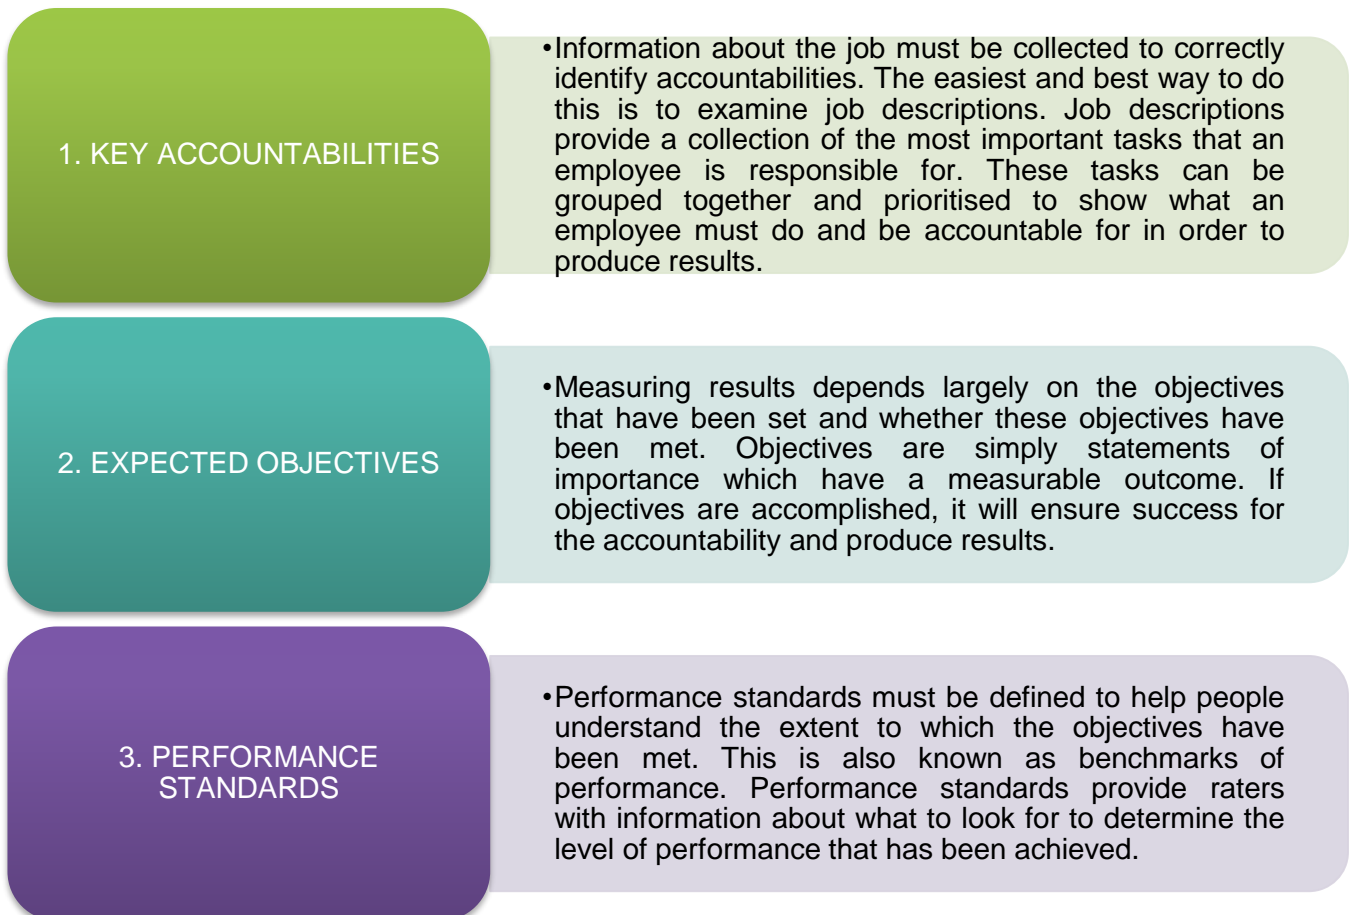 1. KEY ACCOUNTABILITIES
•Information about the job must be collected to correctly
identify accountabilities. The easiest and best way to do
this is to examine job descriptions. Job descriptions
provide a collection of the most important tasks that an
employee is responsible for. These tasks can be
grouped together and prioritised to show what an
employee must do and be accountable for in order to
produce results.
2. EXPECTED OBJECTIVES
•Measuring results depends largely on the objectives
that have been set and whether these objectives have
been met. Objectives are simply statements of
importance which have a measurable outcome. If
objectives are accomplished, it will ensure success for
the accountability and produce results.
3. PERFORMANCE
STANDARDS
•Performance standards must be defined to help people
understand the extent to which the objectives have
been met. This is also known as benchmarks of
performance. Performance standards provide raters
with information about what to look for to determine the
level of performance that has been achieved.